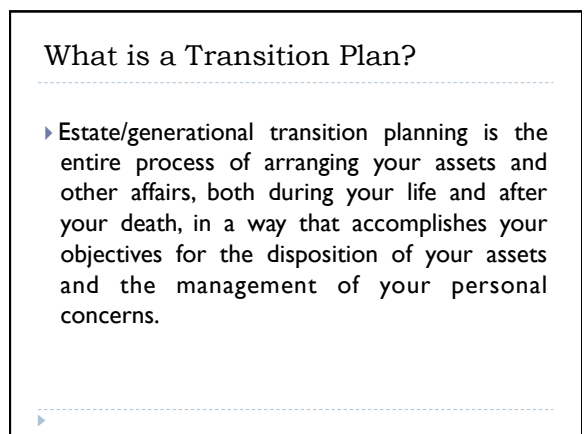 What is a Transition Plan?
Estate/generational transition planning is the
entire process of arranging your assets and
other affairs, both during your life and after
your death, in a way that accomplishes your
objectives for the disposition of your assets
and the management of your personal
concerns.